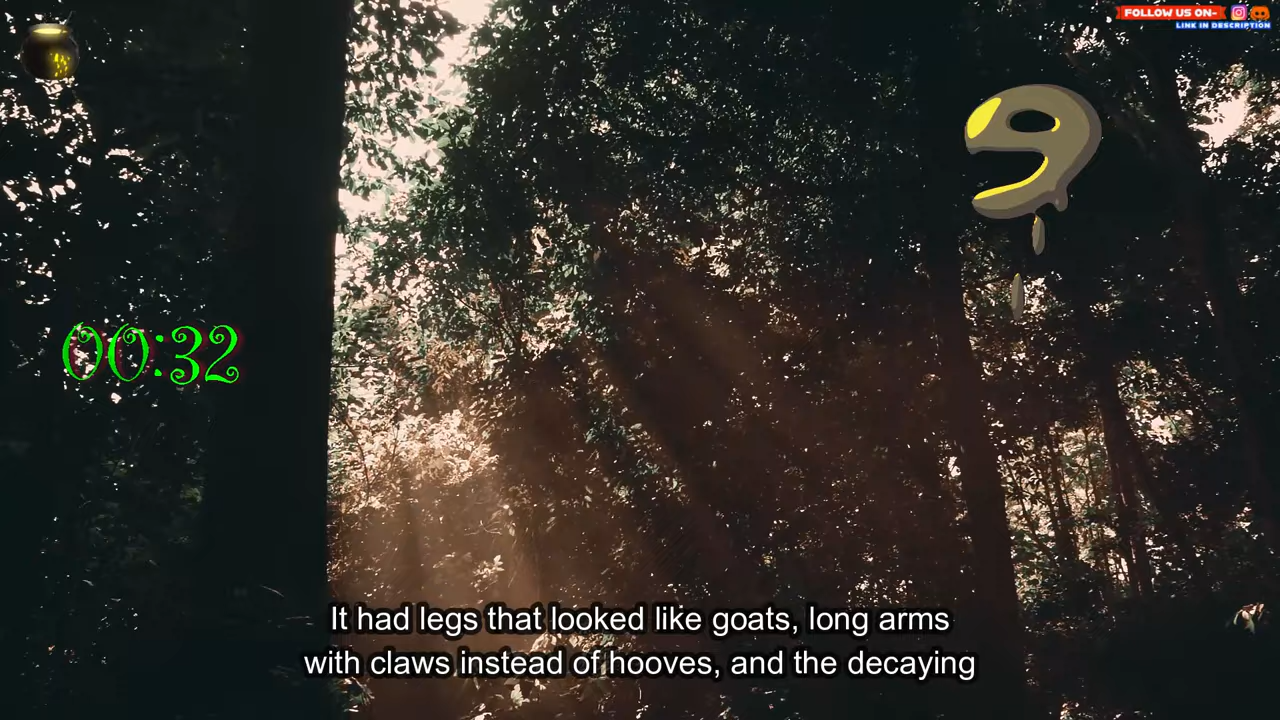 FOLLOW US ON-
LINK IN DESCRIPTION
9
00:32
It had legs that looked like goats, long arms
with claws instead of hooves, and the decaying